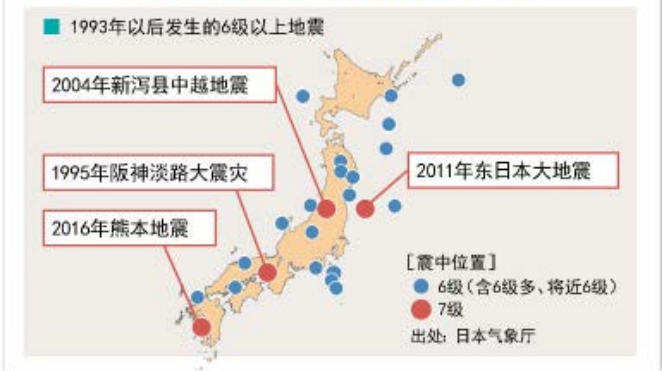 1993年以后发生的6级以上地震
2004年新泻县中越地震
1995年阪神淡路大震灾
2011年东日本大地震
2016年熊本地震
[震中位置]
6级(含6级多、将近6级)
7级
出处: 日本气象厅